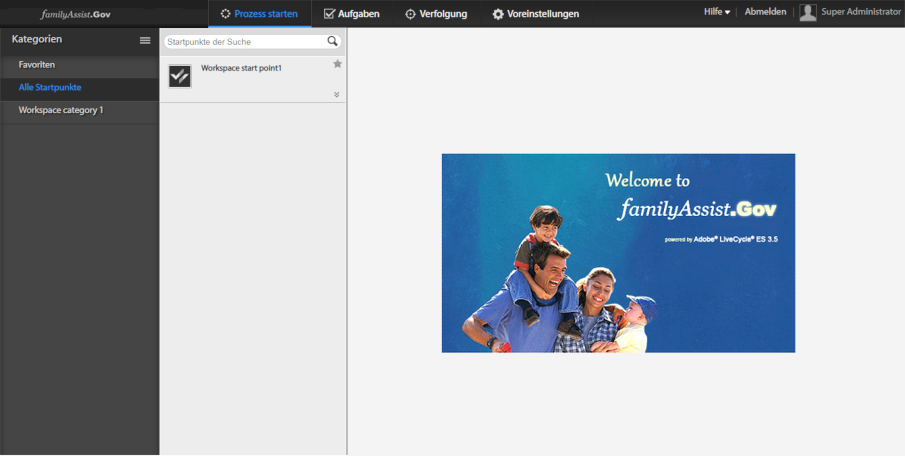 familyAssist.Gov
Prozess starten
Aufgaben
Verfolgung
Voreinstellungen
Hilfe
Abmelden
Super Administrator
Kategorien
Favoriten
Alle Startpunkte
Workspace category 1
Startpunkte der Suche
Workspace start point1
Welcome to
familyAssist.Gov
powered by Adobe® LiveCycle® ES 3.5